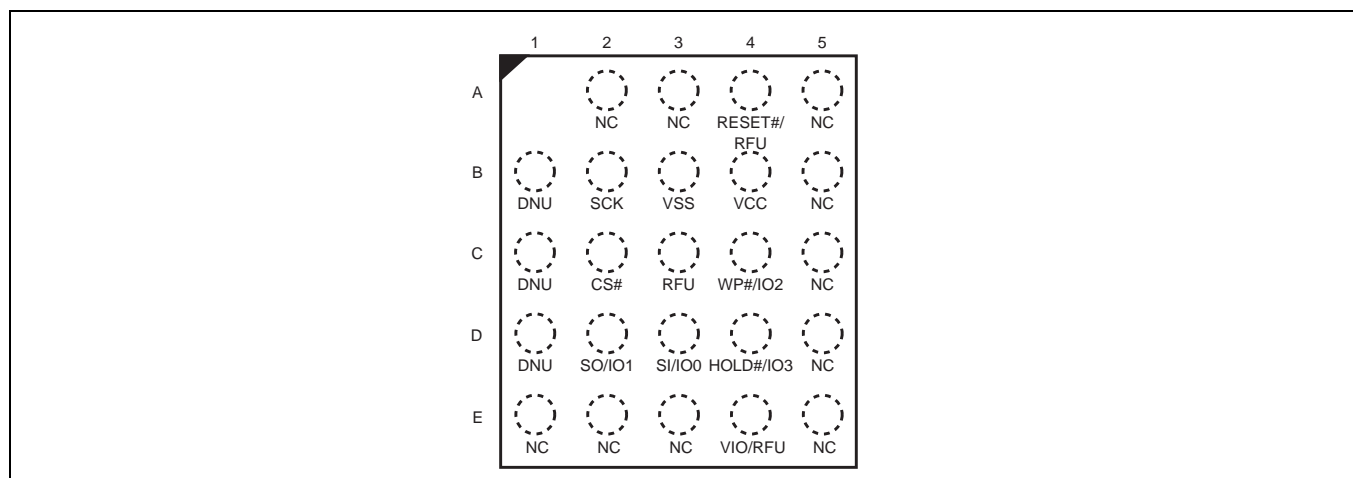 1 2 3 4 5
A
NC NC RESET#/ NC
RFU
B
DNU SCK VSS VCC NC
C
DNU CS# RFU WP#/IO2 NC
D
DNU SO/IO1 SI/IO0 HOLD#/IO3 NC
E
NC NC NC VIO/RFU NC